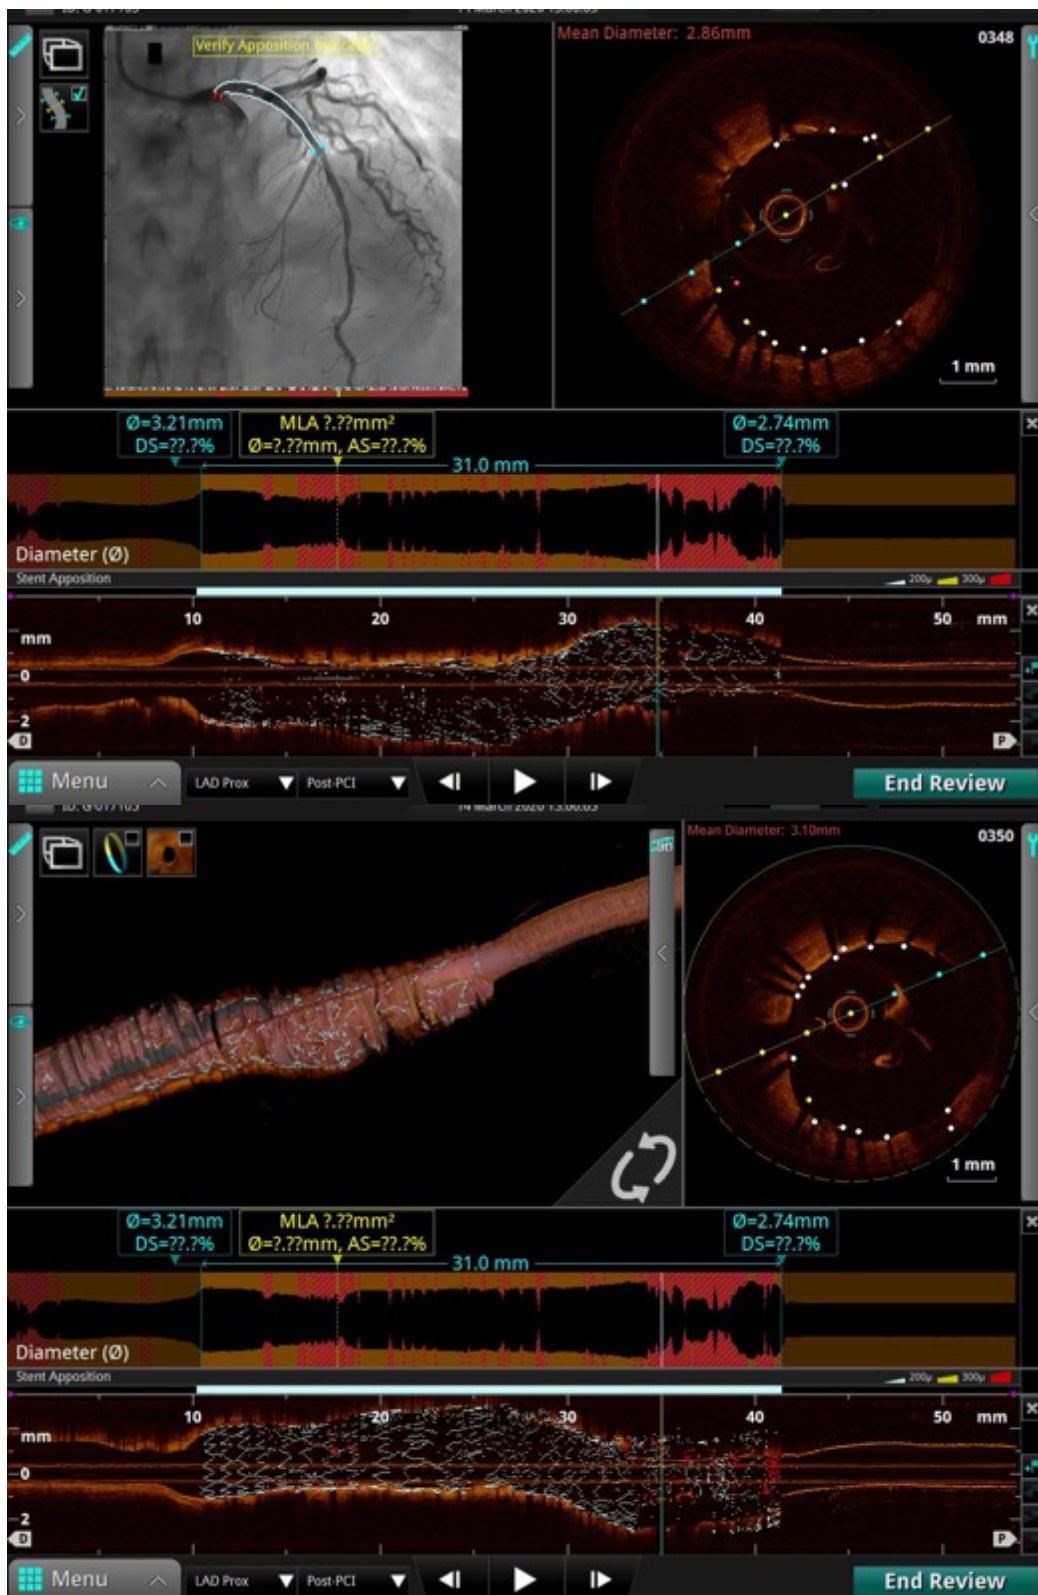 Verify Apposition
Mean Diameter: 2.86mm
0348
1 mm
Ø=3.21mm
DS=??.?%
MLA ?.??mm²
Ø=?.??mm, AS=??.?%
Ø=2.74mm
DS=??.?%
31.0 mm
Diameter (Ø)
Stent Apposition
200µ 300µ
10 20 30 40 50 mm
mm
0
2
D P
Menu LAD Prox Post-PCI End Review
14 March 2020
Mean Diameter: 3.10mm
0350
3D
1 mm
Ø=3.21mm
DS=??.?%
MLA ?.??mm²
Ø=?.??mm, AS=??.?%
Ø=2.74mm
DS=??.?%
31.0 mm
Diameter (Ø)
Stent Apposition
200µ 300µ
10 20 30 40 50 mm
mm
0
2
D P
Menu LAD Prox Post-PCI End Review